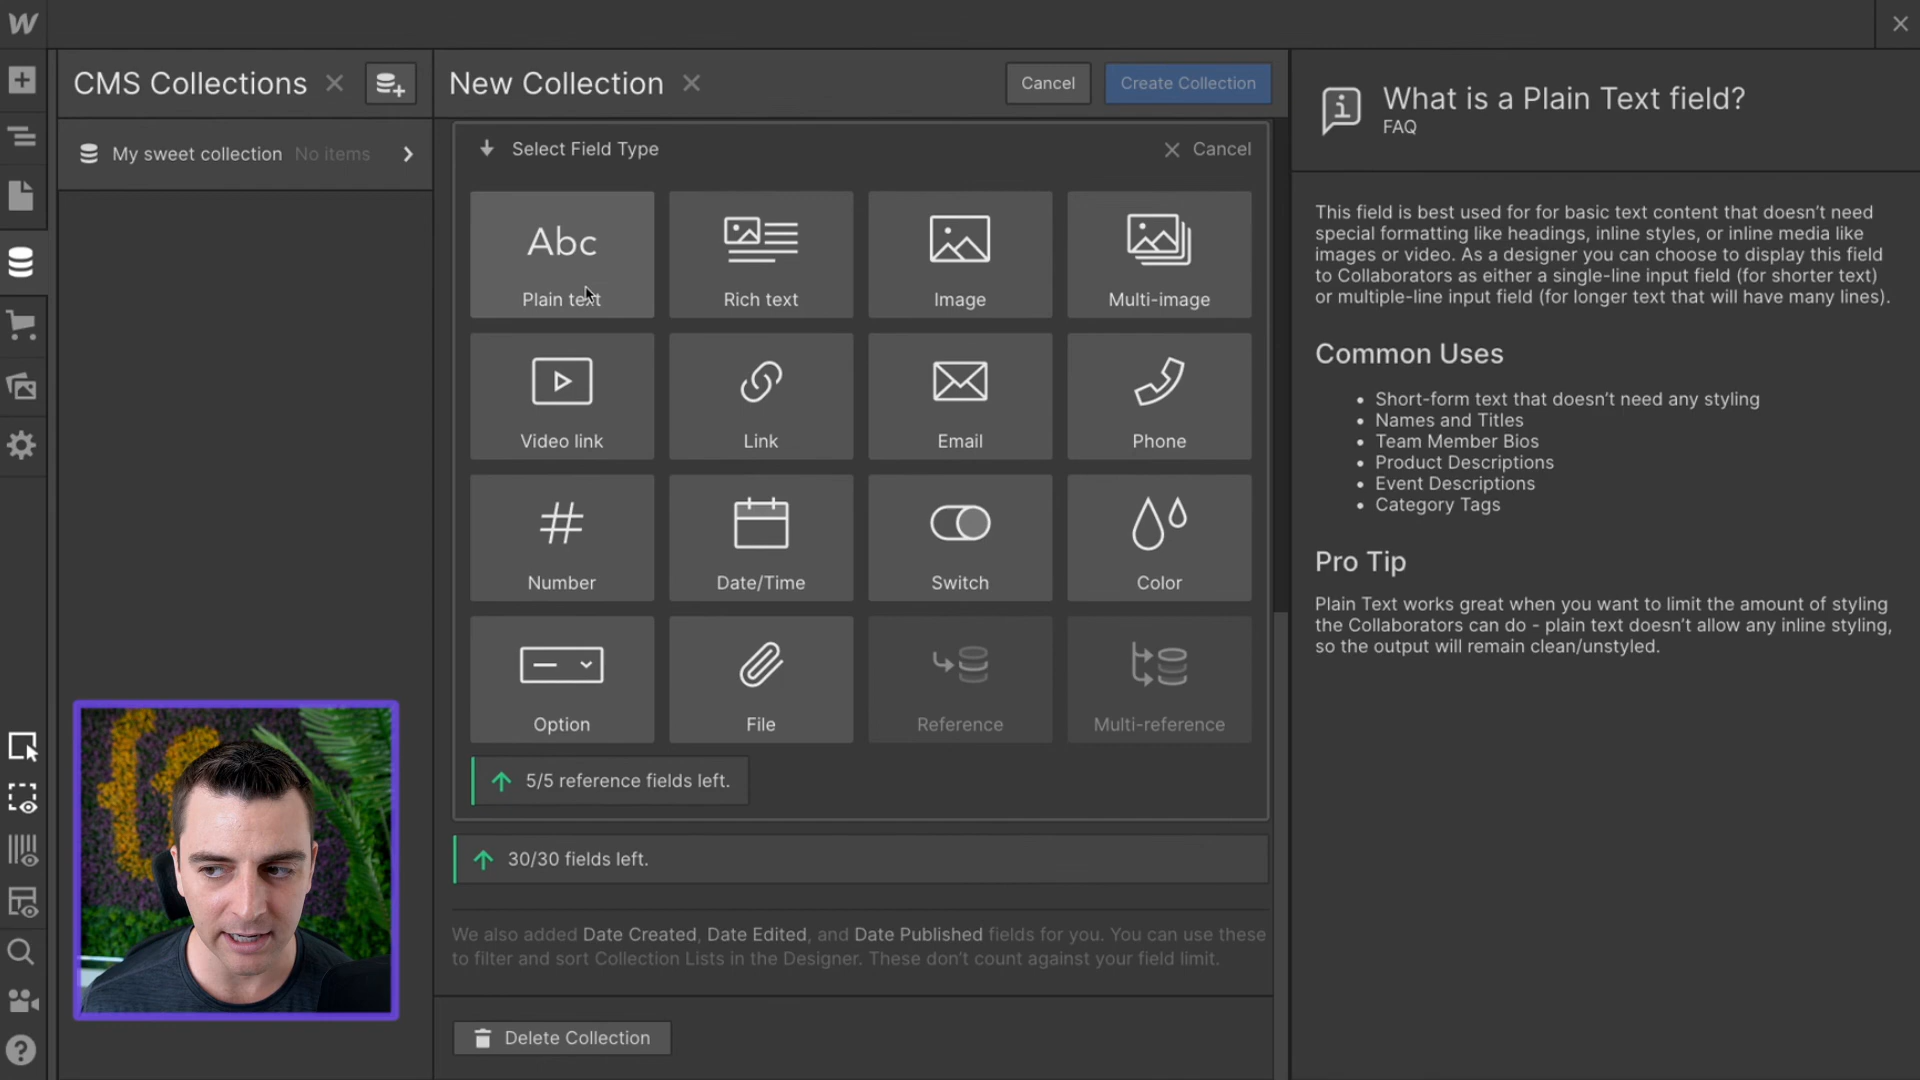 CMS Collections
My sweet collection No items
New Collection
Cancel
Create Collection
Select Field Type
Cancel
Abc
Plain text
Rich text
Image
Multi-image
Video link
Link
Email
Phone
Number
Date/Time
Switch
Color
Option
File
Reference
Multi-reference
5/5 reference fields left.
30/30 fields left.
We also added Date Created, Date Edited, and Date Published fields for you. You can use these
to filter and sort Collection Lists in the Designer. These don’t count against your field limit.
Delete Collection
What is a Plain Text field?
FAQ
This field is best used for for basic text content that doesn’t need
special formatting like headings, inline styles, or inline media like
images or video. As a designer you can choose to display this field
to Collaborators as either a single-line input field (for shorter text)
or multiple-line input field (for longer text that will have many lines).
Common Uses
• Short-form text that doesn’t need any styling
• Names and Titles
• Team Member Bios
• Product Descriptions
• Event Descriptions
• Category Tags
Pro Tip
Plain Text works great when you want to limit the amount of styling
the Collaborators can do - plain text doesn’t allow any inline styling,
so the output will remain clean/unstyled.